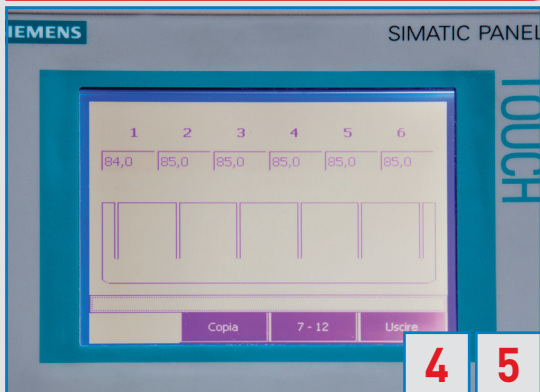 SIEMENS
SIMATIC PANEL
TOUCH
1 2 3 4 5 6
84,0 85,0 85,0 85,0 85,0 85,0
Copia 7 - 12 Uscire
4 5